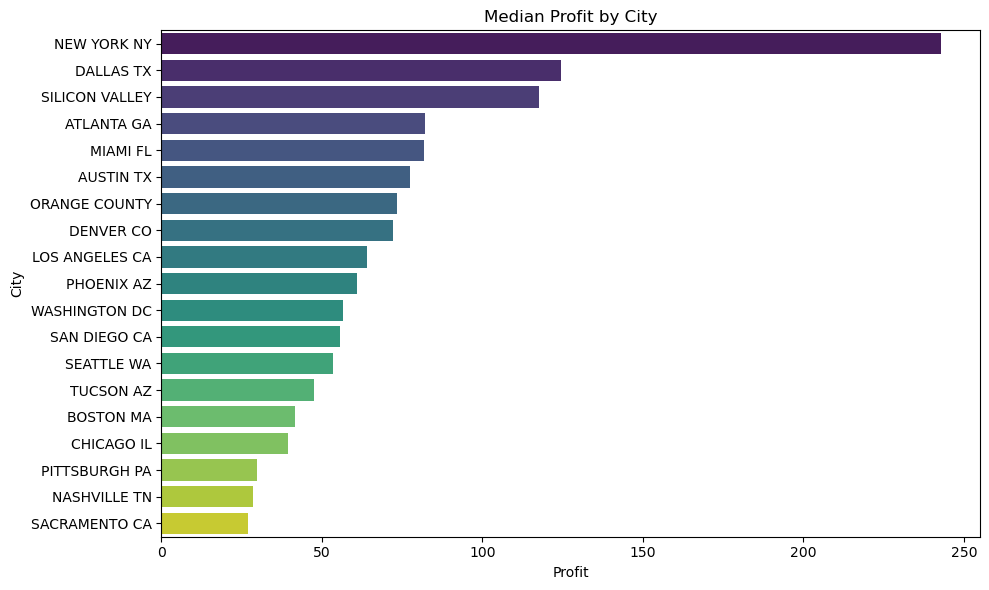 Median Profit by City
City
NEW YORK NY
DALLAS TX
SILICON VALLEY
ATLANTA GA
MIAMI FL
AUSTIN TX
ORANGE COUNTY
DENVER CO
LOS ANGELES CA
PHOENIX AZ
WASHINGTON DC
SAN DIEGO CA
SEATTLE WA
TUCSON AZ
BOSTON MA
CHICAGO IL
PITTSBURGH PA
NASHVILLE TN
SACRAMENTO CA
0 50 100 150 200 250
Profit